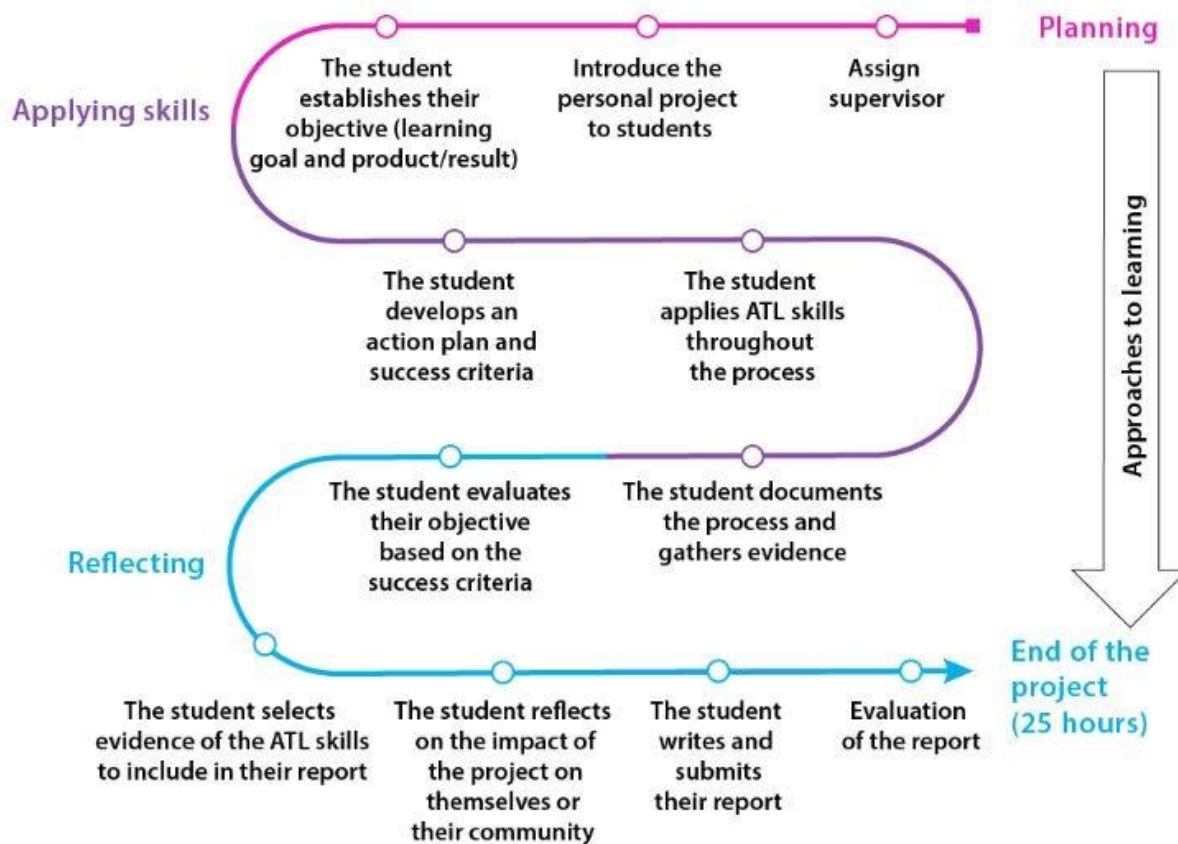 Planning
The student
establishes their
objective (learning
goal and product/result)
Introduce the
personal project
to students
Assign
supervisor
Applying skills
The student
develops an
action plan and
success criteria
The student
applies ATL skills
throughout
the process
Approaches to learning
The student evaluates
their objective
based on the
success criteria
The student documents
the process and
gathers evidence
Reflecting
The student selects
evidence of the ATL skills
to include in their report
The student reflects
on the impact of
the project on
themselves or
their community
The student
writes and
submits
their report
Evaluation
of the report
End of the
project
(25 hours)